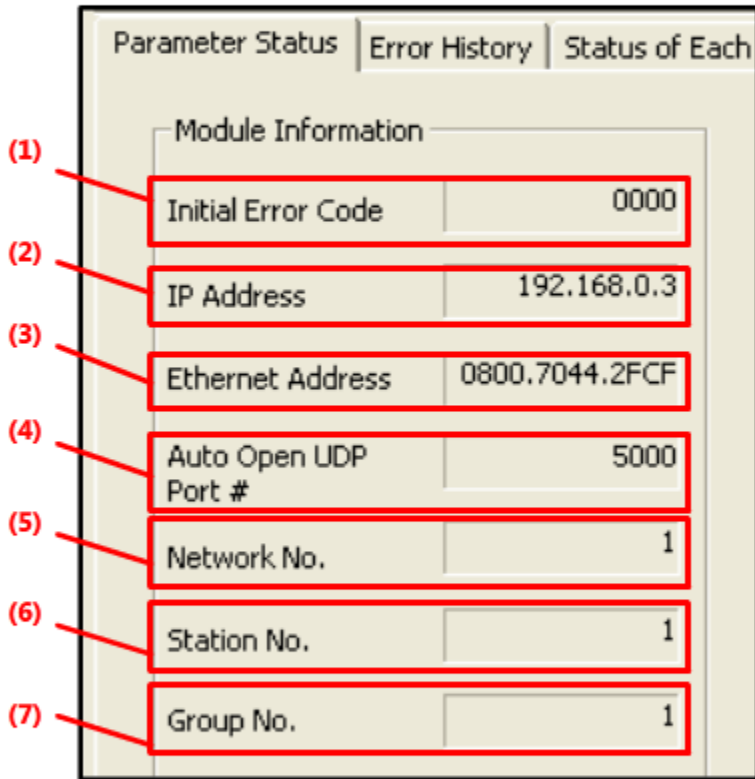 Parameter Status Error History Status of Each
Module Information
(1)
Initial Error Code 0000
(2)
IP Address 192.168.0.3
(3)
Ethernet Address 0800.7044.2FCF
(4)
Auto Open UDP 5000
Port #
(5)
Network No. 1
(6)
Station No. 1
(7)
Group No. 1